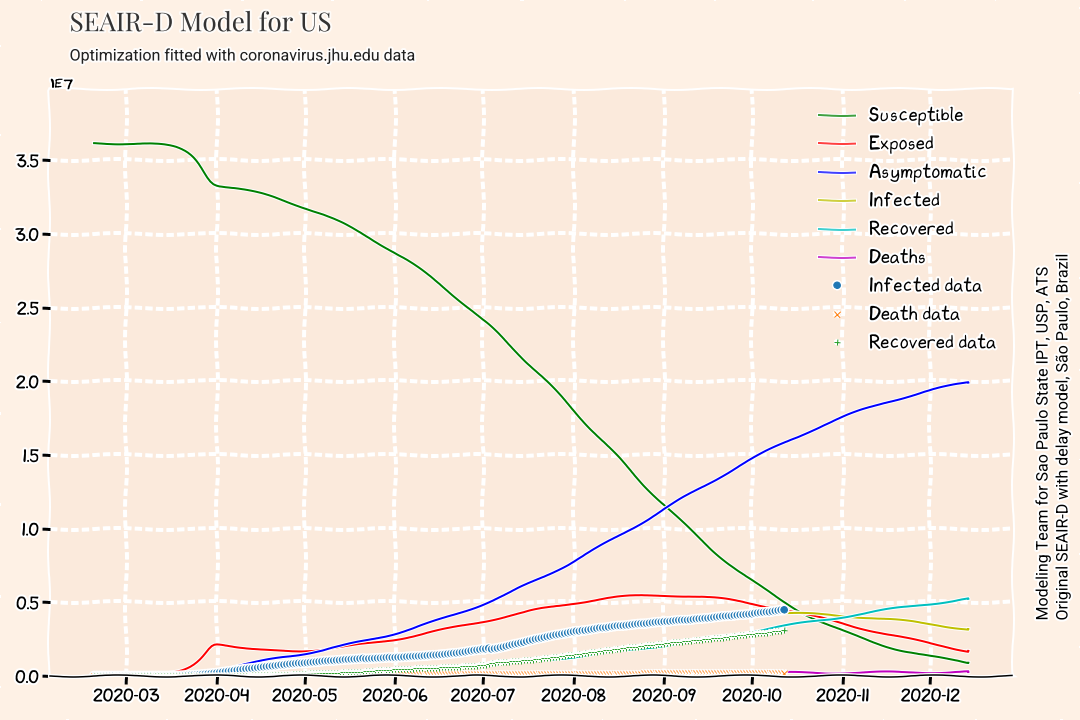 SEAIR-D Model for US
Optimization fitted with coronavirus.jhu.edu data
1E7
3.5
3.0
2.5
2.0
1.5
1.0
0.5
0.0
2020-03
2020-04
2020-05
2020-06
2020-07
2020-08
2020-09
2020-10
2020-11
2020-12
Susceptible
Exposed
Asymptomatic
Infected
Recovered
Deaths
Infected data
Death data
Recovered data
Modeling Team for Sao Paulo State IPT, USP, ATS
Original SEAIR-D with delay model, São Paulo, Brazil